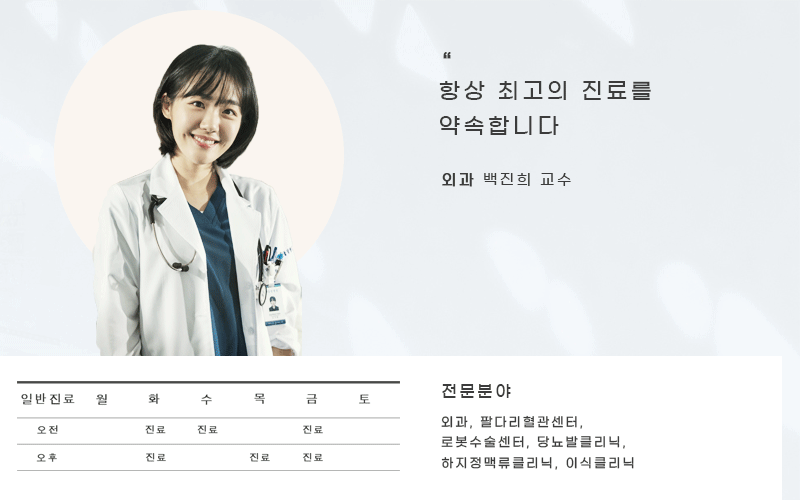 “
항상 최고의 진료를
약속합니다
외과 백진희 교수
일반진료 월 화 수 목 금 토
오전 진료 진료 진료
오후 진료 진료 진료
전문분야
외과, 팔다리혈관센터,
로봇수술센터, 당뇨발클리닉,
하지정맥류클리닉, 이식클리닉